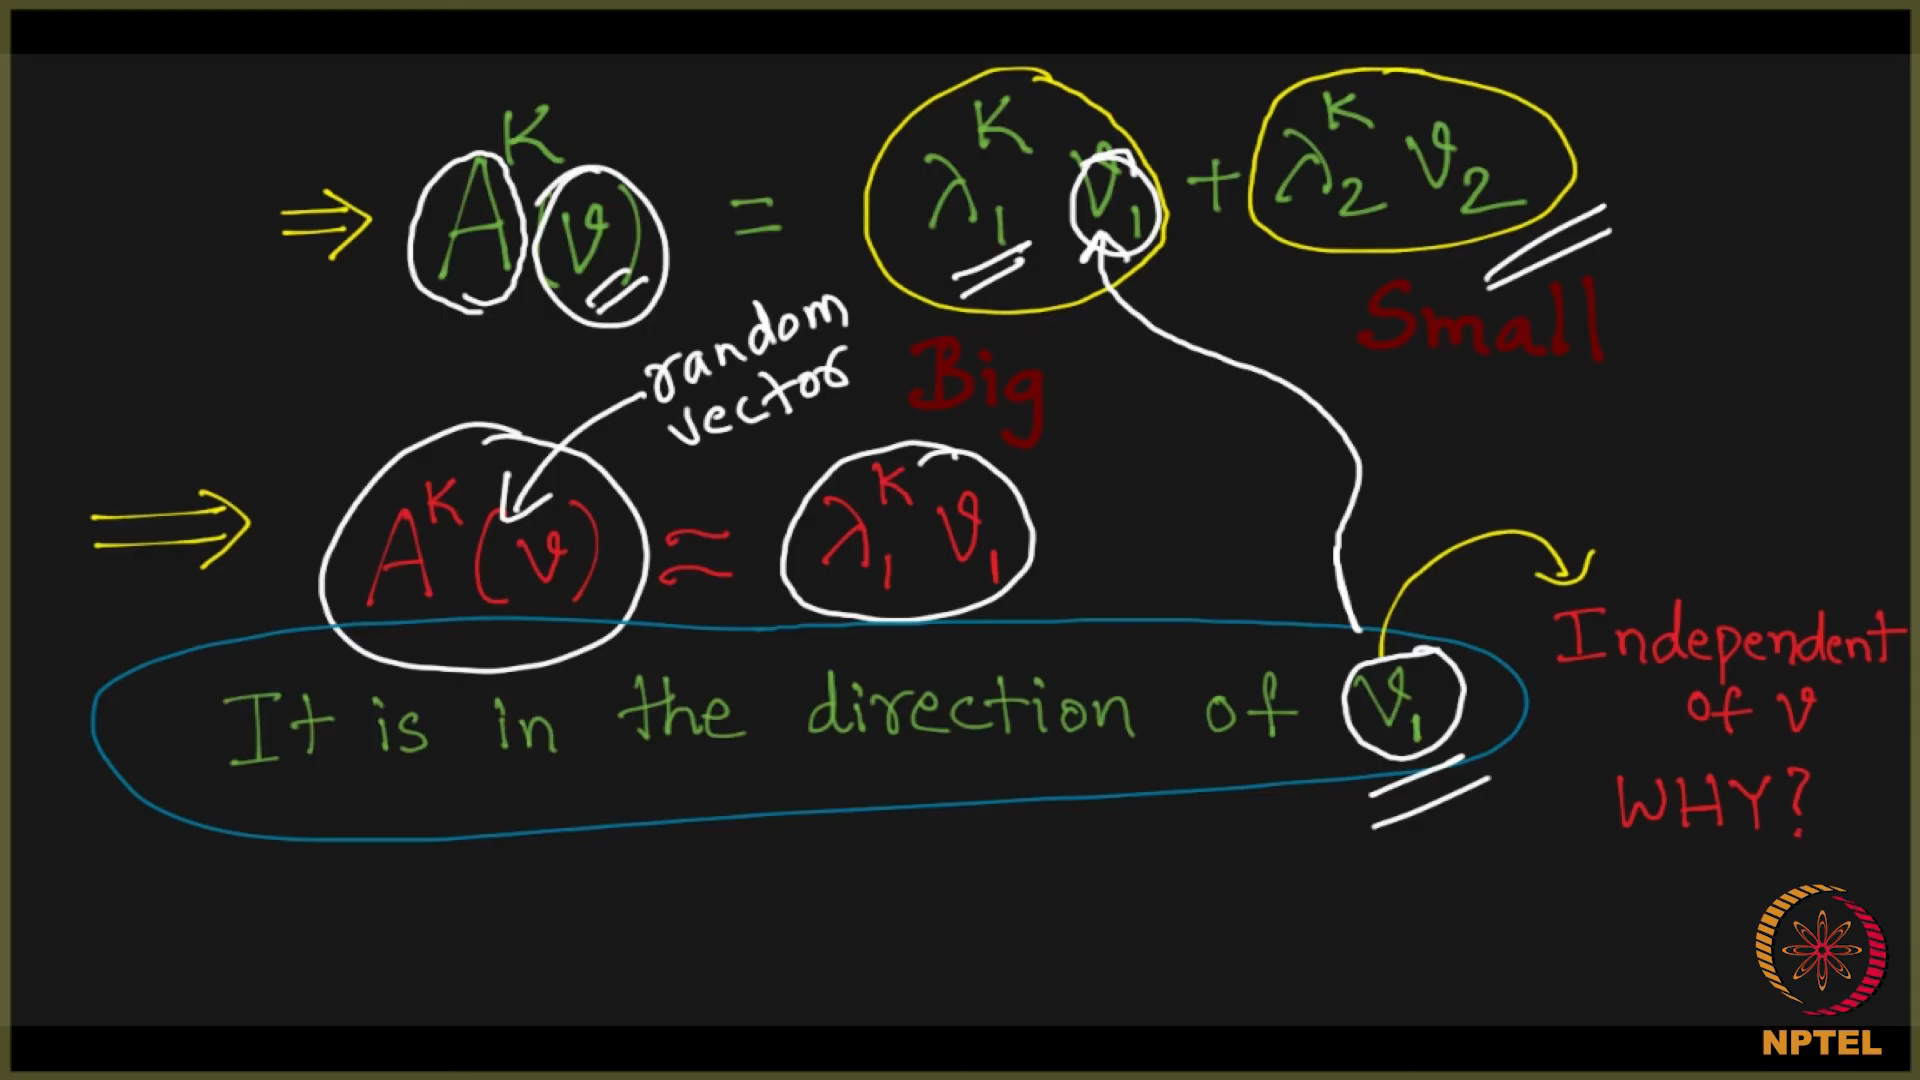 ⇒ A^K (v) = λ₁^K v₁ + λ₂^K v₂
random
vector
Big
Small
⇒ A^K (v) ≈ λ₁^K v₁
It is in the direction of v₁
Independent
of v
WHY?
NPTEL